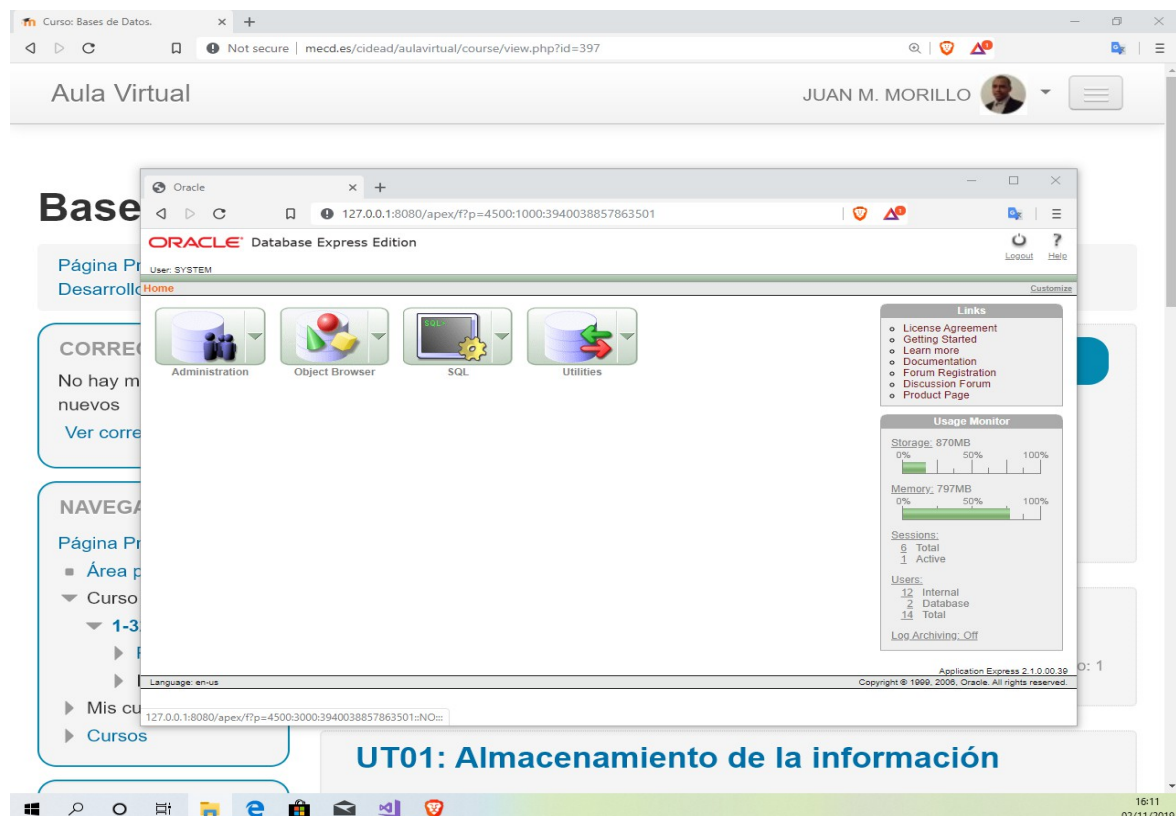 Curso: Bases de Datos.
Not secure | mecd.es/cidead/aulavirtual/course/view.php?id=397
Aula Virtual
JUAN M. MORILLO
Base
Página Pr
Desarrollo
CORREO
No hay m
nuevos
Ver corre
NAVEGA
Página Pr
Área p
Curso
1-3
Mis cu
Cursos
Oracle
127.0.0.1:8080/apex/f?p=4500:1000:3940038857863501
ORACLE Database Express Edition
Logout
Help
User: SYSTEM
Home
Customize
Administration
Object Browser
SQL
Utilities
Links
License Agreement
Getting Started
Learn more
Documentation
Forum Registration
Discussion Forum
Product Page
Usage Monitor
Storage: 870MB
0% 50% 100%
Memory: 797MB
0% 50% 100%
Sessions:
6 Total
1 Active
Users:
12 Internal
2 Database
14 Total
Log Archiving: Off
Application Express 2.1.0.00.39
Language: en-us
Copyright © 1999, 2006, Oracle. All rights reserved.
127.0.0.1:8080/apex/f?p=4500:3000:3940038857863501::NO:::
o: 1
UT01: Almacenamiento de la información
16:11
02/11/2019